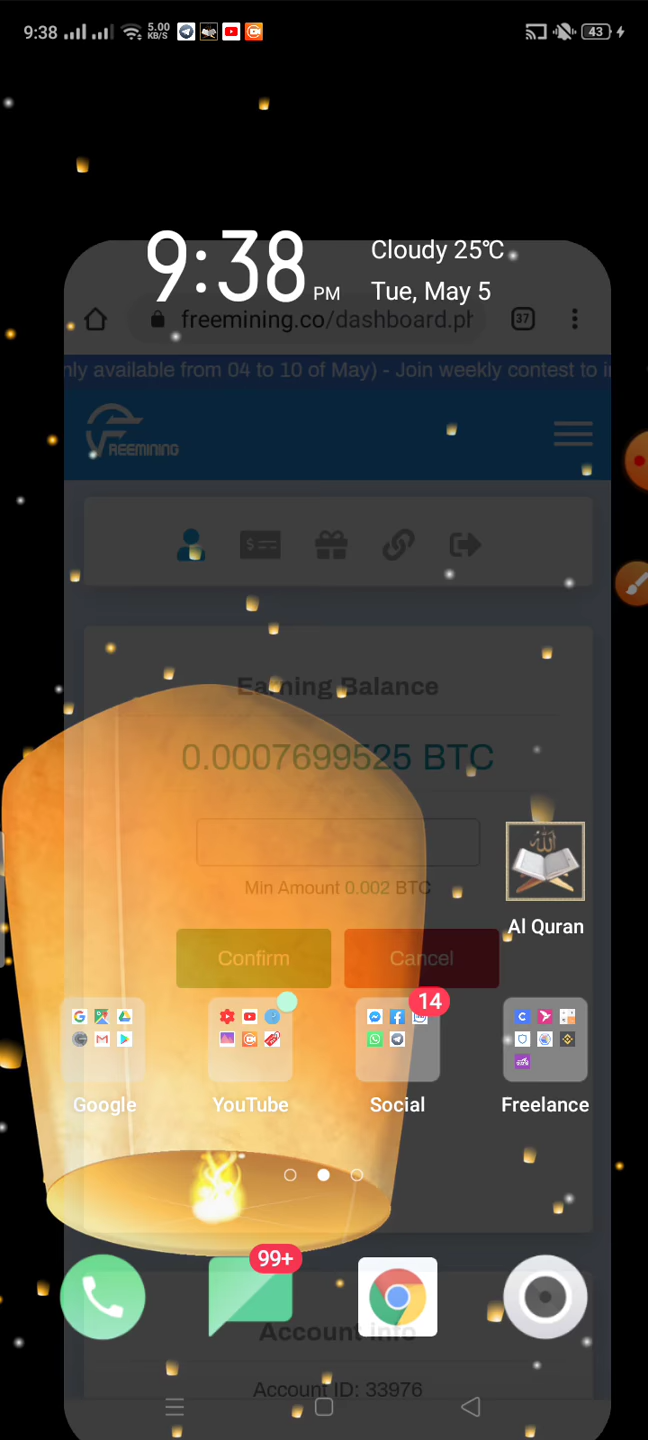 9:38
5.00
KB/S
43
9:38 PM
Cloudy 25℃
Tue, May 5
freemining.co/dashboard.ph
37
nly available from 04 to 10 of May) - Join weekly contest to i
FREEMINING
Earning Balance
0.0007699525 BTC
Min Amount 0.002 BTC
Confirm
Cancel
Al Quran
14
Google
YouTube
Social
Freelance
99+
Account info
Account ID: 33976